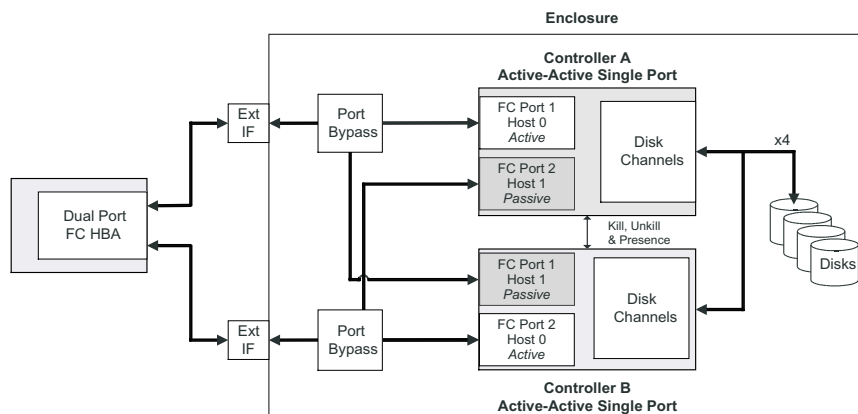 Enclosure
Controller A
Active-Active Single Port
Ext
IF
Port
Bypass
FC Port 1
Host 0
Active
FC Port 2
Host 1
Passive
Disk
Channels
x4
Dual Port
FC HBA
Kill, Unkill
& Presence
Disks
FC Port 1
Host 1
Passive
FC Port 2
Host 0
Active
Disk
Channels
Ext
IF
Port
Bypass
Controller B
Active-Active Single Port